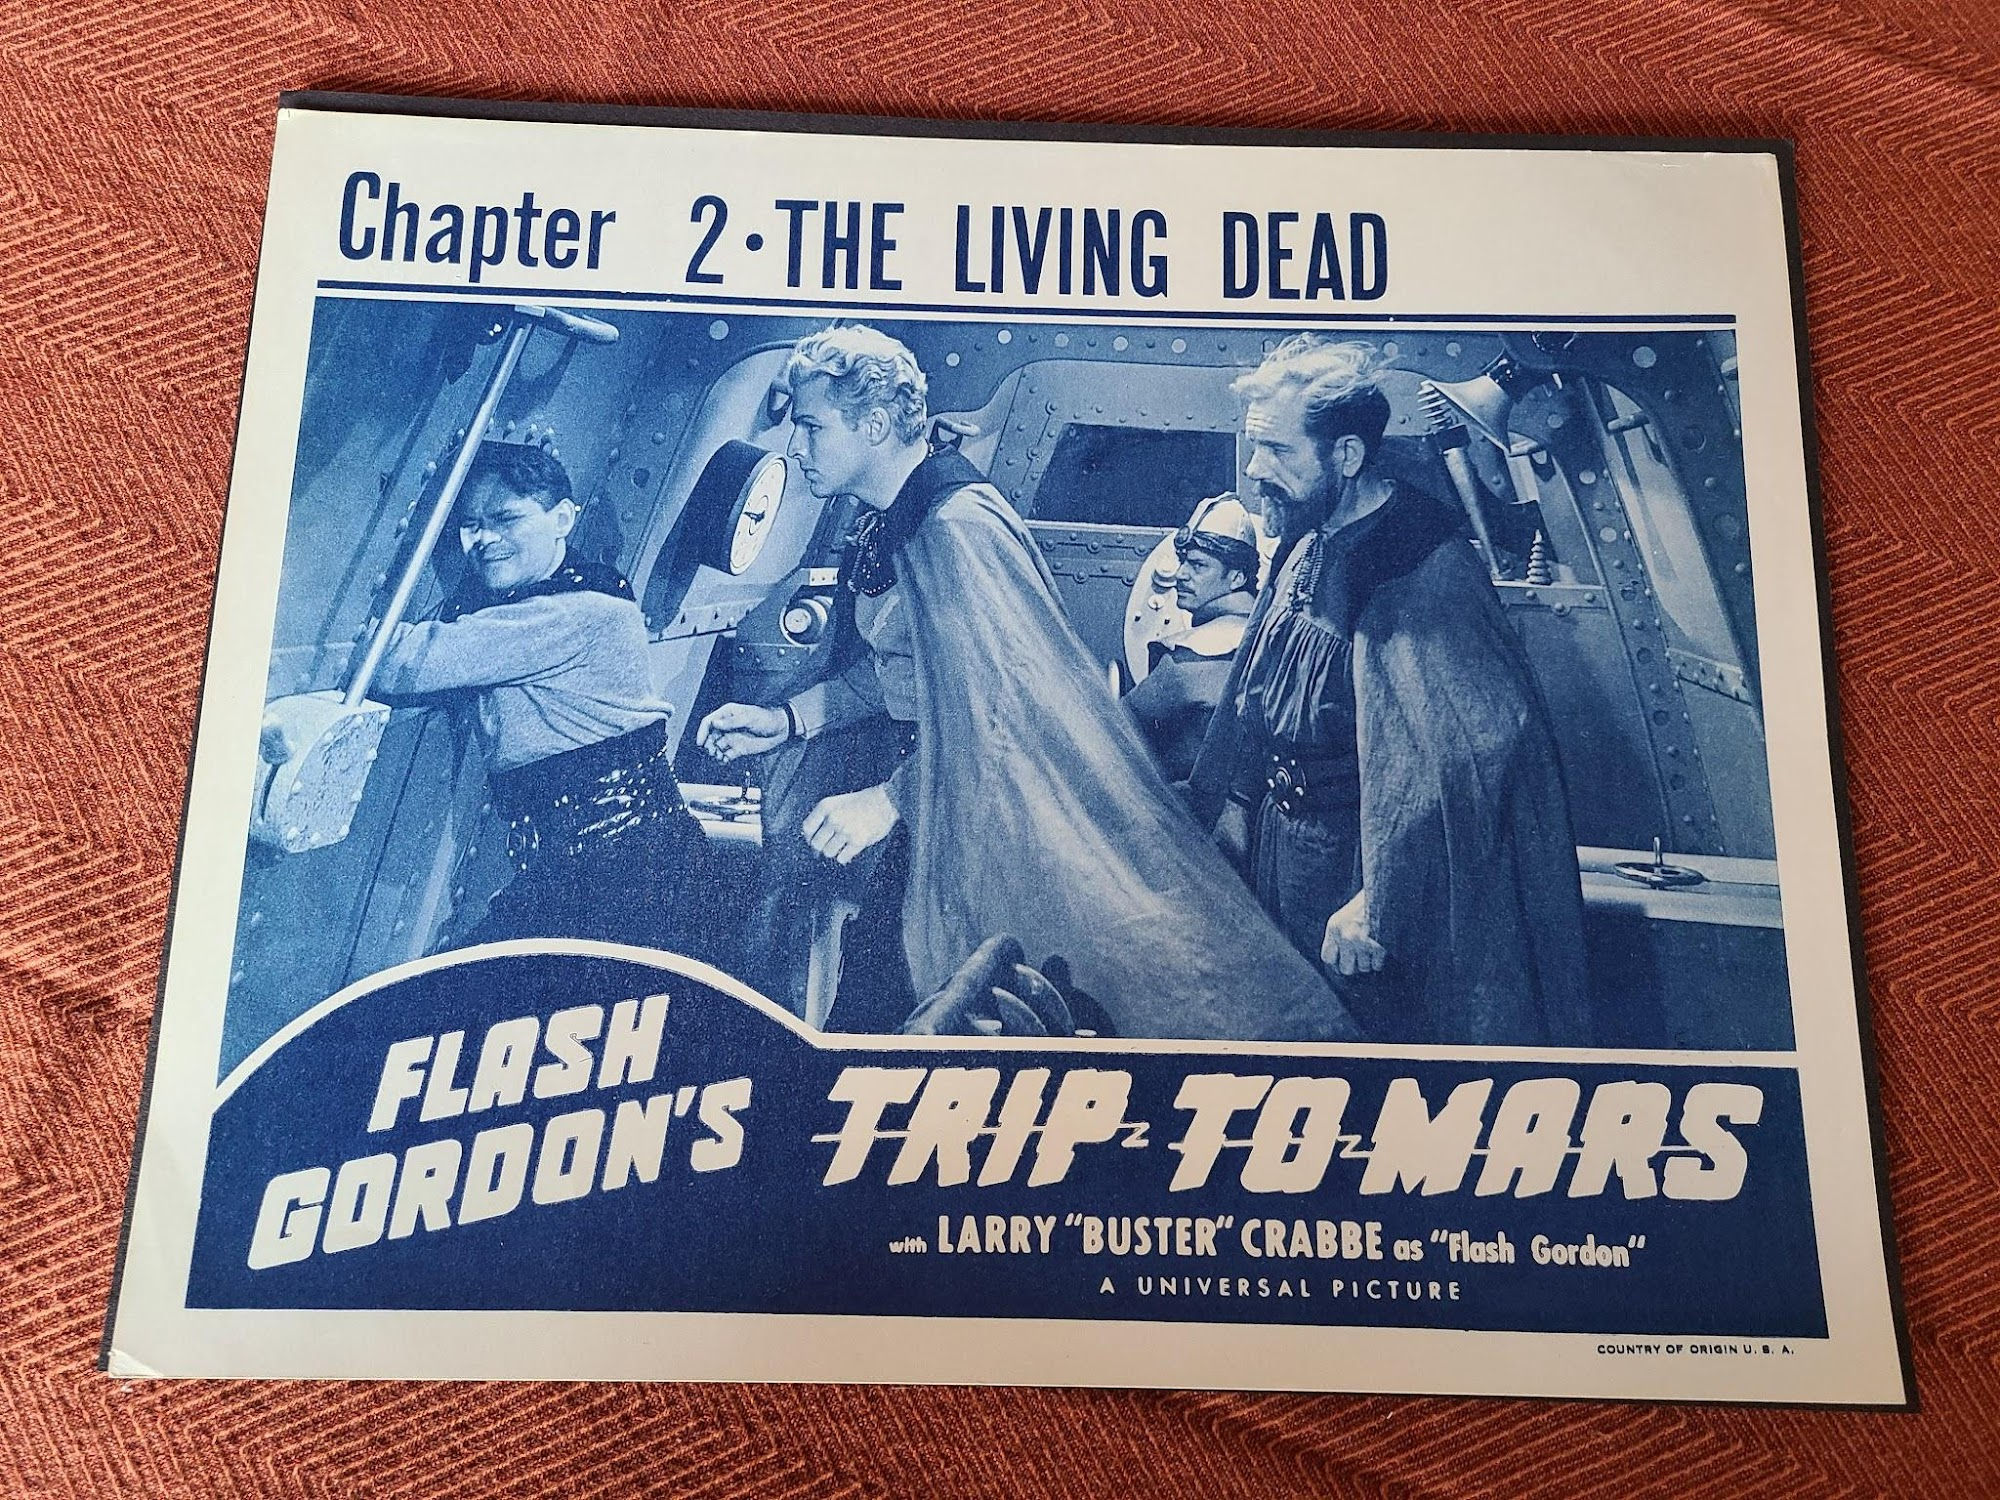 Chapter 2 · THE LIVING DEAD
FLASH
GORDON'S
TRIP TO MARS
with LARRY "BUSTER" CRABBE as "Flash Gordon"
A UNIVERSAL PICTURE
COUNTRY OF ORIGIN U. S. A.